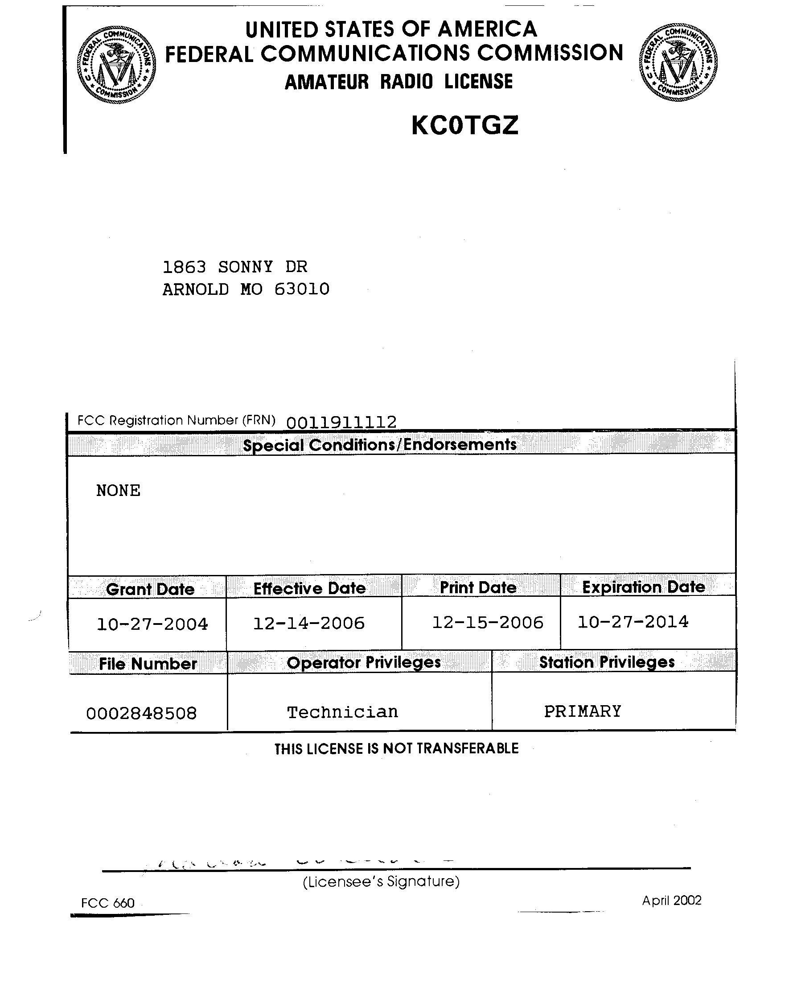 UNITED STATES OF AMERICA
FEDERAL COMMUNICATIONS COMMISSION
AMATEUR RADIO LICENSE
FEDERAL COMMUNICATIONS COMMISSION
U S
FEDERAL COMMUNICATIONS COMMISSION
U S
KC0TGZ
1863 SONNY DR
ARNOLD MO 63010
FCC Registration Number (FRN) 0011911112
Special Conditions/Endorsements
NONE
Grant Date Effective Date Print Date Expiration Date
10-27-2004 12-14-2006 12-15-2006 10-27-2014
File Number Operator Privileges Station Privileges
0002848508 Technician PRIMARY
THIS LICENSE IS NOT TRANSFERABLE
(Licensee's Signature)
FCC 660 April 2002